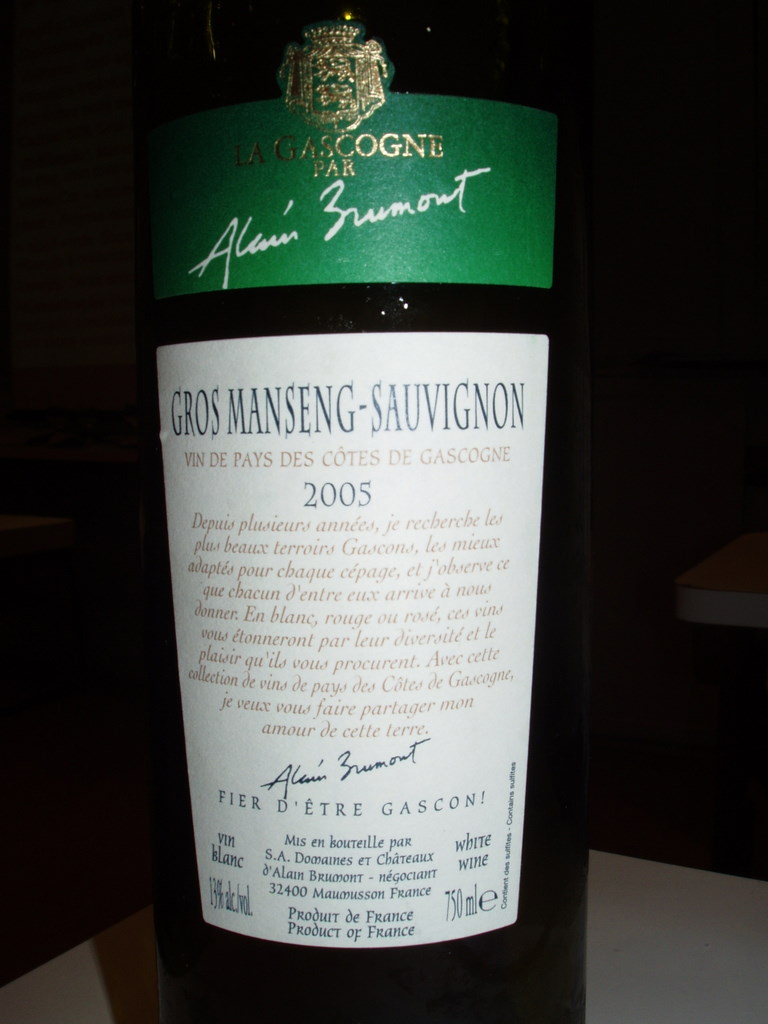 LA GASCOGNE
PAR
Alain Brumont
GROS MANSENG-SAUVIGNON
VIN DE PAYS DES CÔTES DE GASCOGNE
2005
Depuis plusieurs années, je recherche les
plus beaux terroirs Gascons, les mieux
adaptés pour chaque cépage, et j'observe ce
que chacun d'entre eux arrive à nous
donner. En blanc, rouge ou rosé, ces vins
vous étonneront par leur diversité et le
plaisir qu'ils vous procurent. Avec cette
collection de vins de pays des Côtes de Gascogne,
je veux vous faire partager mon
amour de cette terre.
Alain Brumont
FIER D'ÊTRE GASCON!
vin
blanc
13% alc./vol.
Mis en bouteille par
S.A. Domaines et Châteaux
d'Alain Brumont - négociant
32400 Maumusson France
Produit de France
Product of France
white
wine
750 ml e
Contient des sulfites - Contains sulfites